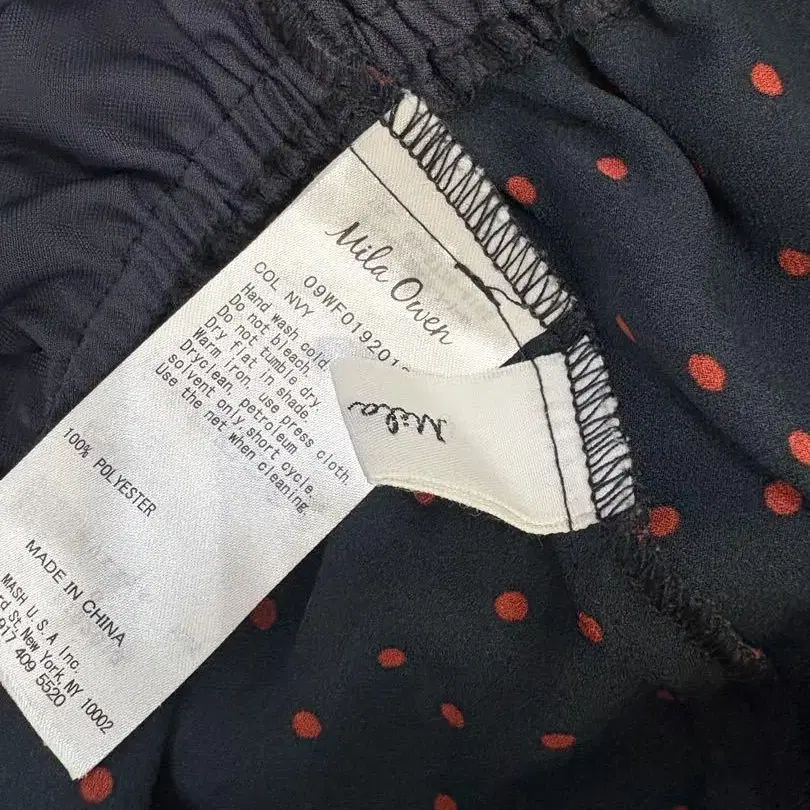 Mila Owen
09WF019201
COL NVY
Hand wash cold
Do not bleach.
Do not tumble dry.
Dry flat in shade.
Warm iron, use press cloth.
Dryclean, petroleum
solvent only short cycle.
Use the net when cleaning.
100% POLYESTER
MADE IN CHINA
MASH U.S.A Inc.
St, New York, NY 10002
917 409 5520
Mila